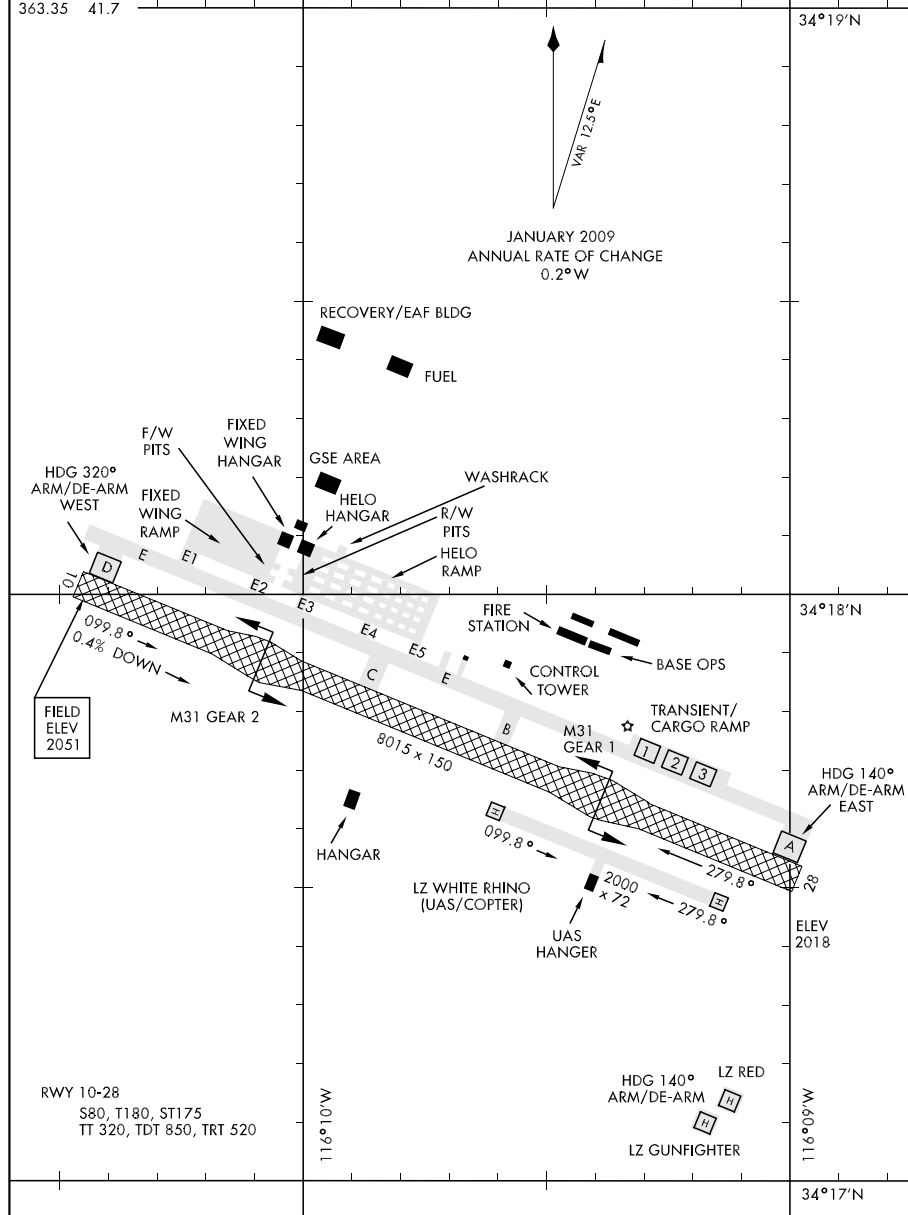 363.35 41.7
34°19'N
VAR 12.5°E
JANUARY 2009
ANNUAL RATE OF CHANGE
0.2°W
RECOVERY/EAF BLDG
FUEL
F/W
PITS
FIXED
WING
HANGAR
GSE AREA
HDG 320°
ARM/DE-ARM
WEST
FIXED
WING
RAMP
HELO
HANGAR
WASHRACK
R/W
PITS
HELO
RAMP
D
E
E1
E2
E3
E4
E5
E
10
34°18'N
099.8°
0.4% DOWN
FIRE
STATION
BASE OPS
CONTROL
TOWER
C
B
FIELD
ELEV
2051
M31 GEAR 2
8015 x 150
M31
GEAR 1
TRANSIENT/
CARGO RAMP
1
2
3
HDG 140°
ARM/DE-ARM
EAST
A
HANGAR
H
099.8°
279.8°
28
LZ WHITE RHINO
(UAS/COPTER)
2000
x 72
279.8°
H
UAS
HANGER
ELEV
2018
RWY 10-28
S80, T180, ST175
TT 320, TDT 850, TRT 520
116°10'W
HDG 140°
ARM/DE-ARM
LZ RED
H
H
LZ GUNFIGHTER
116°09'W
34°17'N